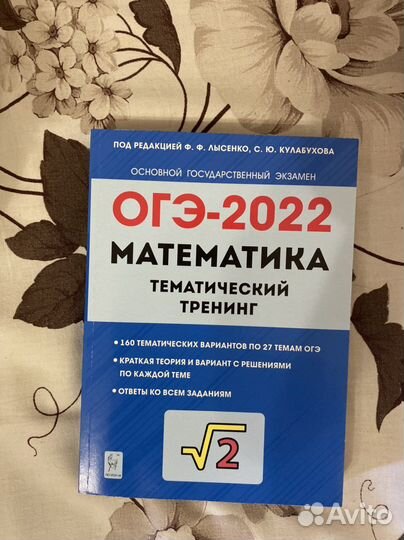 ПОД РЕДАКЦИЕЙ Ф. Ф. ЛЫСЕНКО, С. Ю. КУЛАБУХОВА
ОСНОВНОЙ ГОСУДАРСТВЕННЫЙ ЭКЗАМЕН
ОГЭ-2022
МАТЕМАТИКА
ТЕМАТИЧЕСКИЙ
ТРЕНИНГ
• 160 ТЕМАТИЧЕСКИХ ВАРИАНТОВ ПО 27 ТЕМАМ ОГЭ
• КРАТКАЯ ТЕОРИЯ И ВАРИАНТ С РЕШЕНИЯМИ
ПО КАЖДОЙ ТЕМЕ
• ОТВЕТЫ КО ВСЕМ ЗАДАНИЯМ
√2
Avito